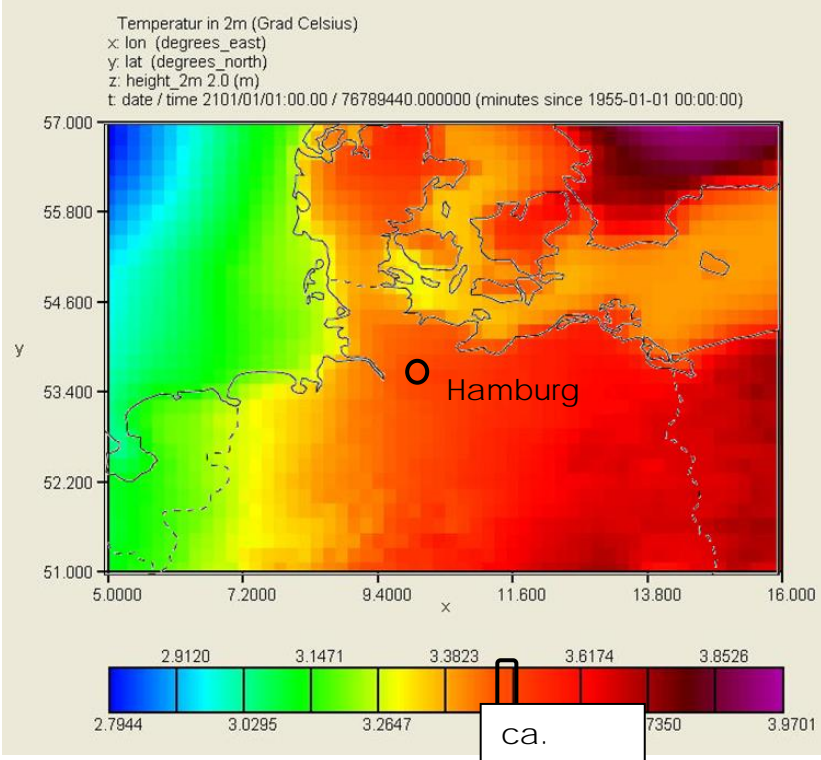 Temperatur in 2m (Grad Celsius)
x: lon (degrees_east)
y: lat (degrees_north)
z: height_2m 2.0 (m)
t: date / time 2101/01/01:00.00 / 76789440.000000 (minutes since 1955-01-01 00:00:00)
57.000
55.800
54.600
y
53.400
Hamburg
52.200
51.000
5.0000 7.2000 9.4000 11.600 13.800 16.000
x
2.9120 3.1471 3.3823 3.6174 3.8526
2.7944 3.0295 3.2647 7350 3.9701
ca.